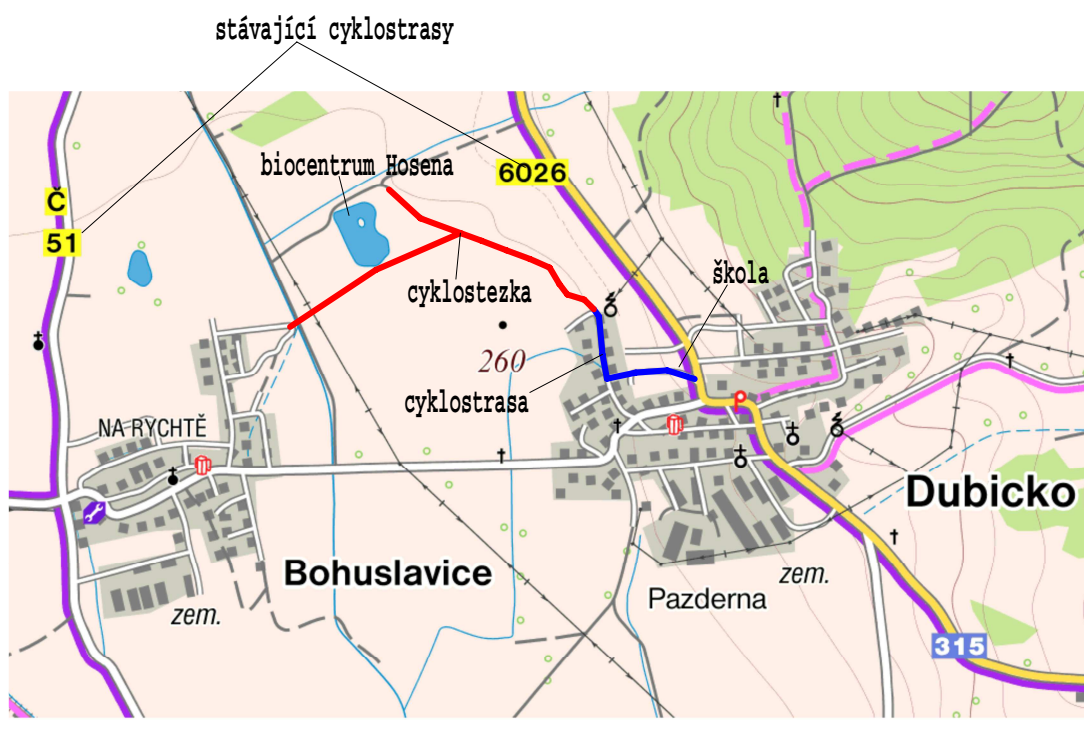 stávající cyklostrasy
biocentrum Hosena
6026
Č
51
škola
cyklostezka
260
cyklostrasa
NA RYCHTĚ
P
Dubicko
Bohuslavice
zem.
Pazderna
zem.
315